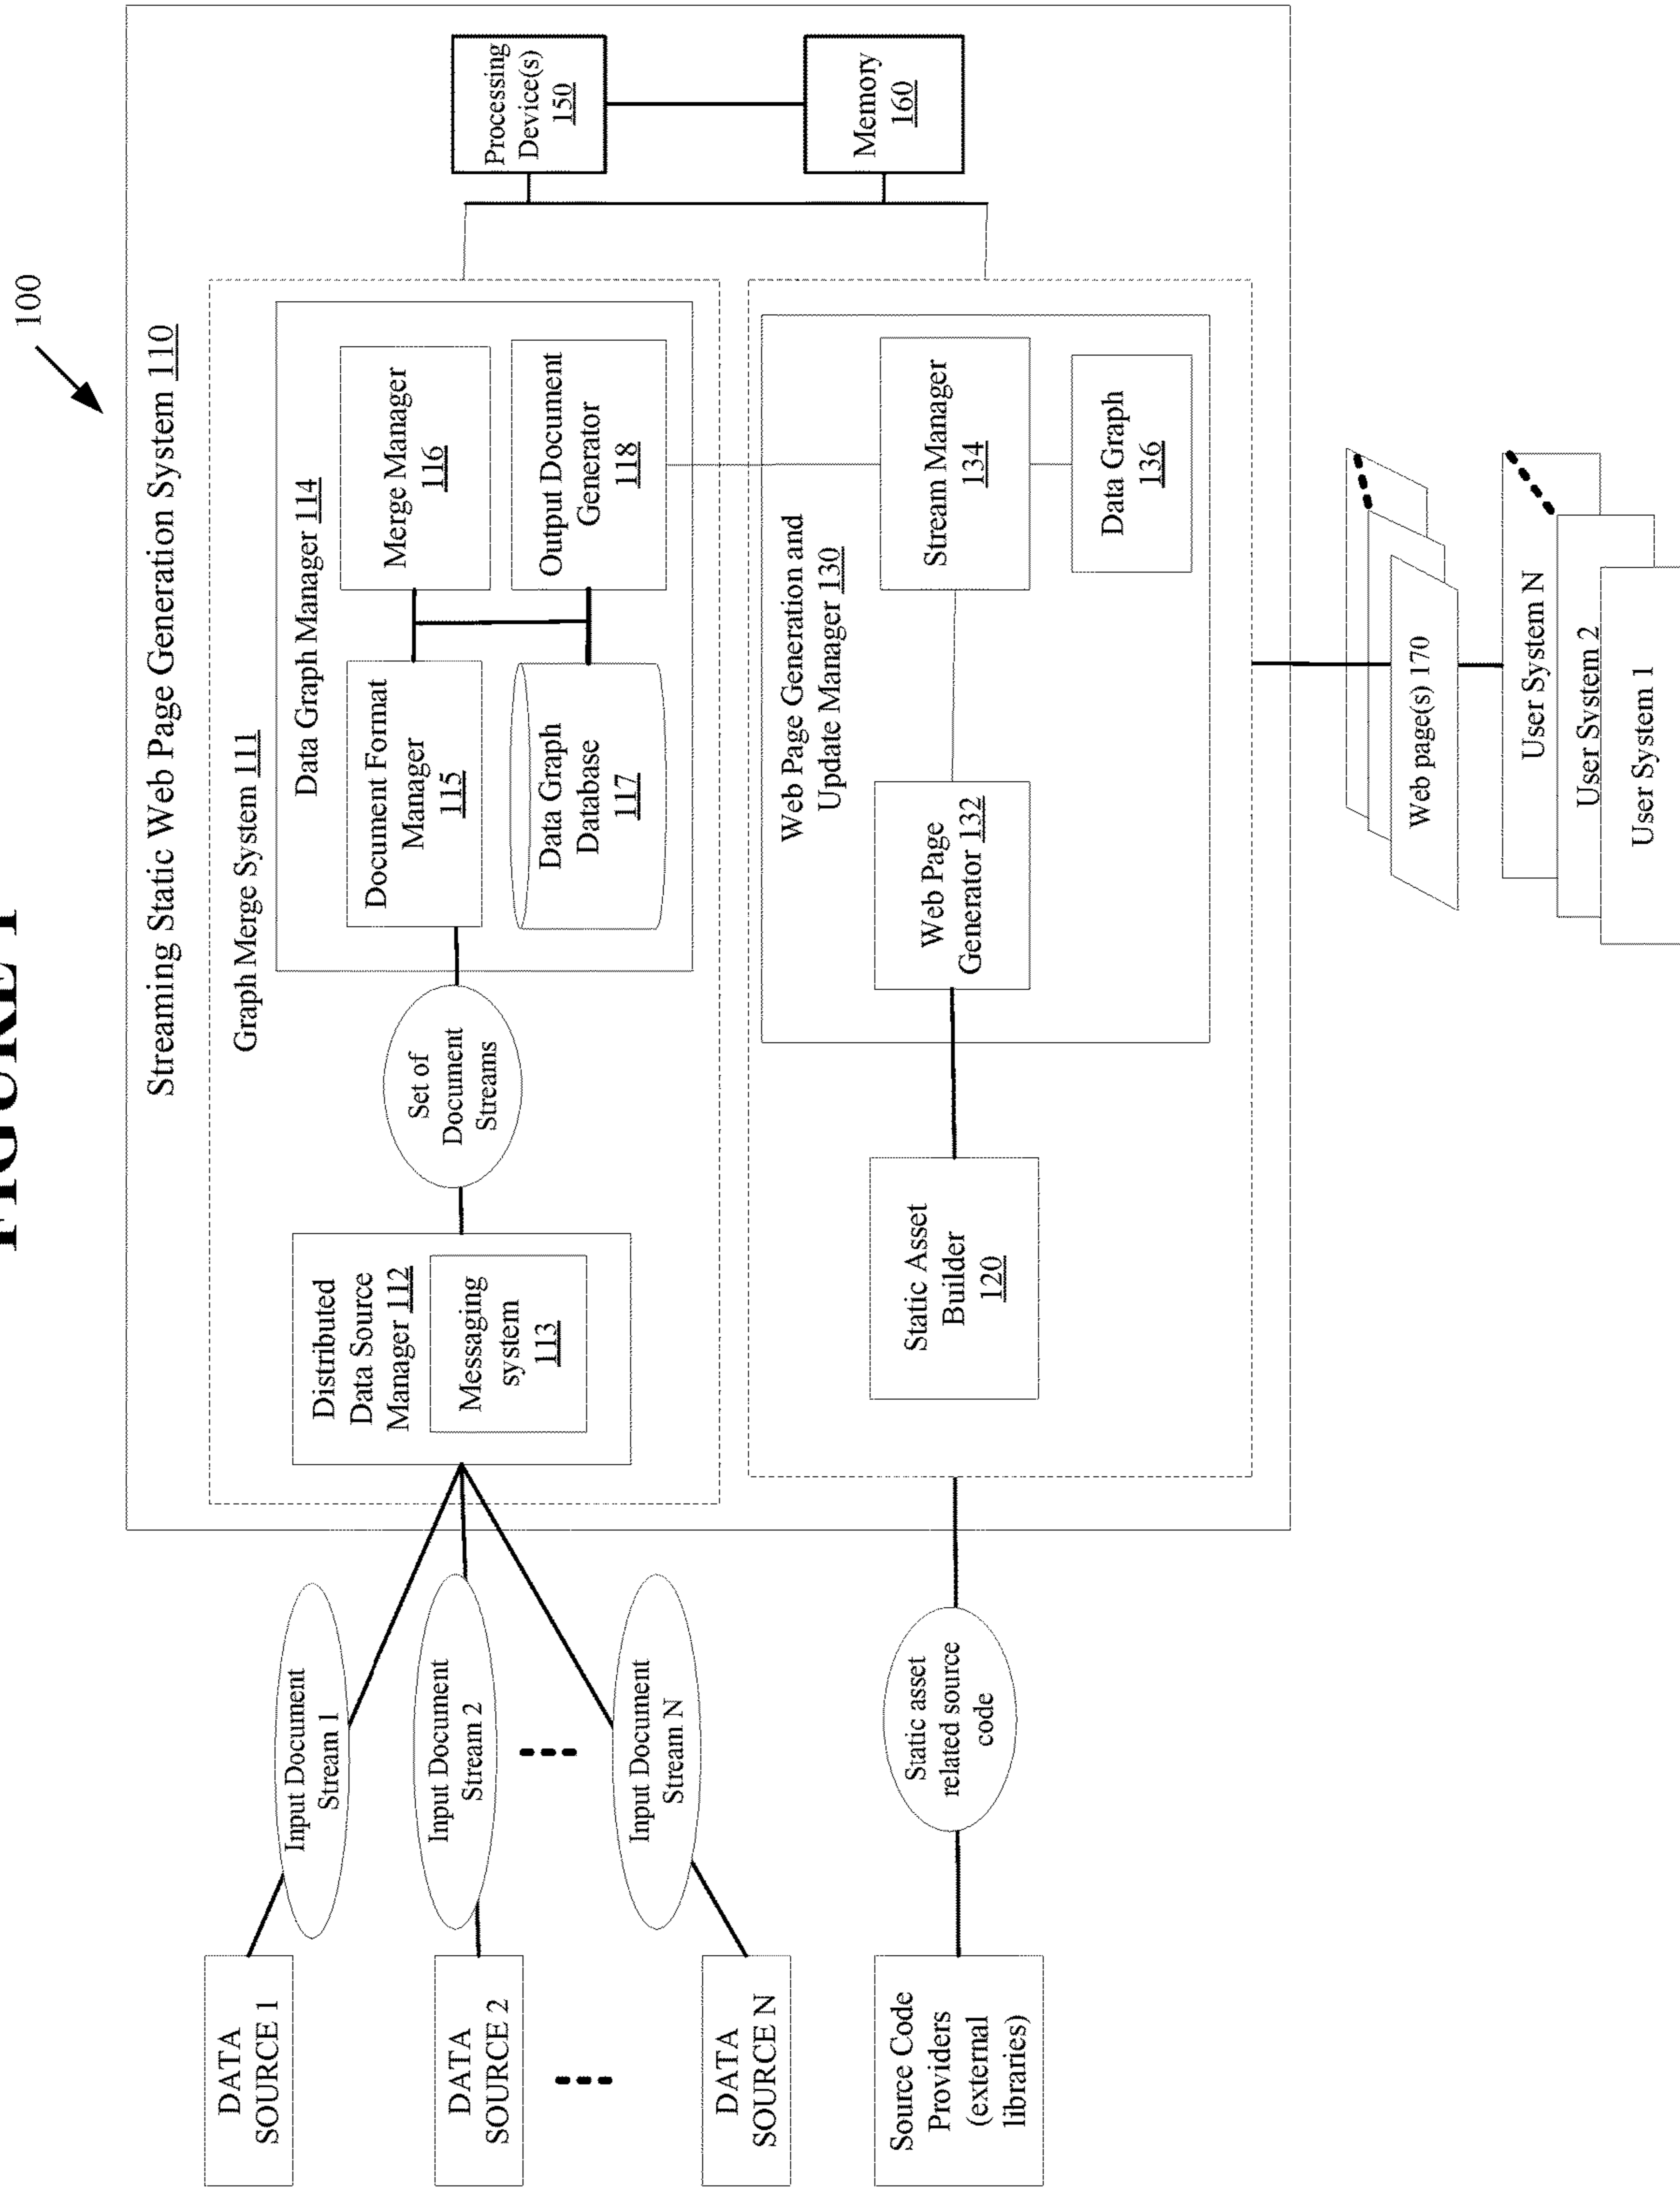 FIGURE 1
100
Streaming Static Web Page Generation System 110
Graph Merge System 111
Data Graph Manager 114
DATA
SOURCE 1
Input Document
Stream 1
DATA
SOURCE 2
Input Document
Stream 2
DATA
SOURCE N
Input Document
Stream N
Distributed
Data Source
Manager 112
Messaging
system
113
Set of
Document
Streams
Document Format
Manager
115
Merge Manager
116
Data Graph
Database
117
Output Document
Generator
118
Processing
Device(s)
150
Memory
160
Source Code
Providers
(external
libraries)
Static asset
related source
code
Static Asset
Builder
120
Web Page Generation and
Update Manager 130
Web Page
Generator 132
Stream Manager
134
Data Graph
136
Web page(s) 170
User System N
User System 2
User System 1